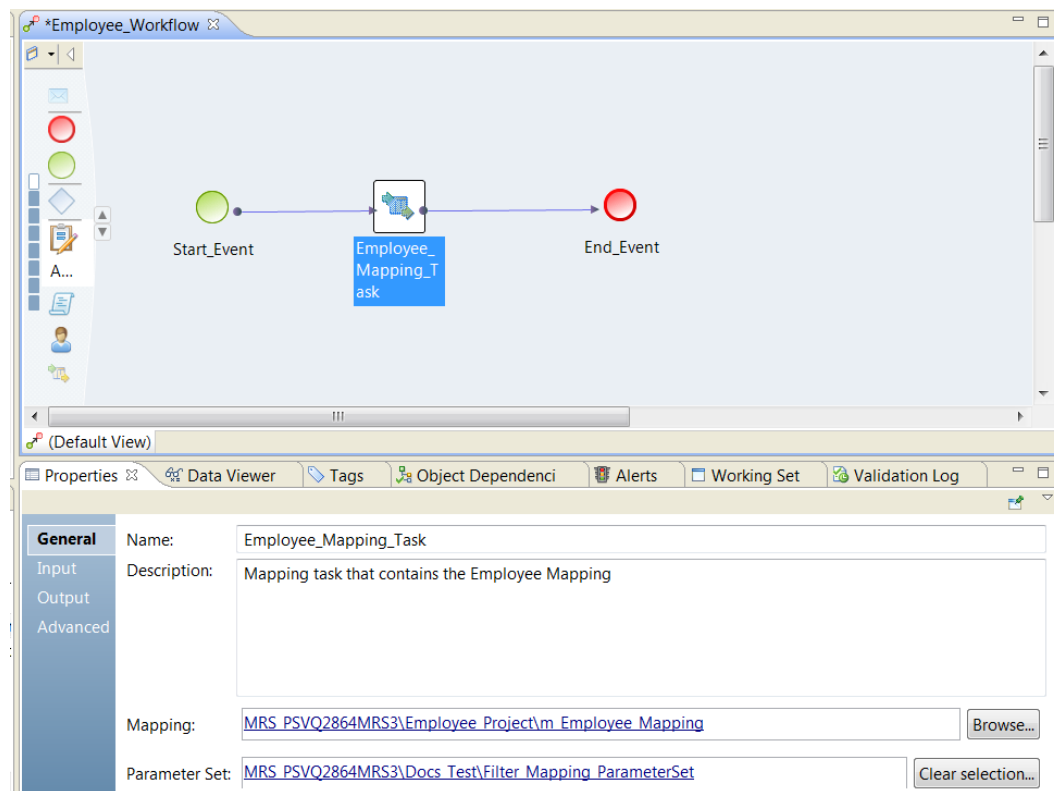 *Employee_Workflow
Start_Event
Employee_
Mapping_T
ask
End_Event
A...
(Default View)
Properties Data Viewer Tags Object Dependenci Alerts Working Set Validation Log
General
Input
Output
Advanced
Name: Employee_Mapping_Task
Description: Mapping task that contains the Employee Mapping
Mapping: MRS_PSVQ2864MRS3\Employee_Project\m_Employee_Mapping Browse...
Parameter Set: MRS_PSVQ2864MRS3\Docs_Test\Filter_Mapping_ParameterSet Clear selection...